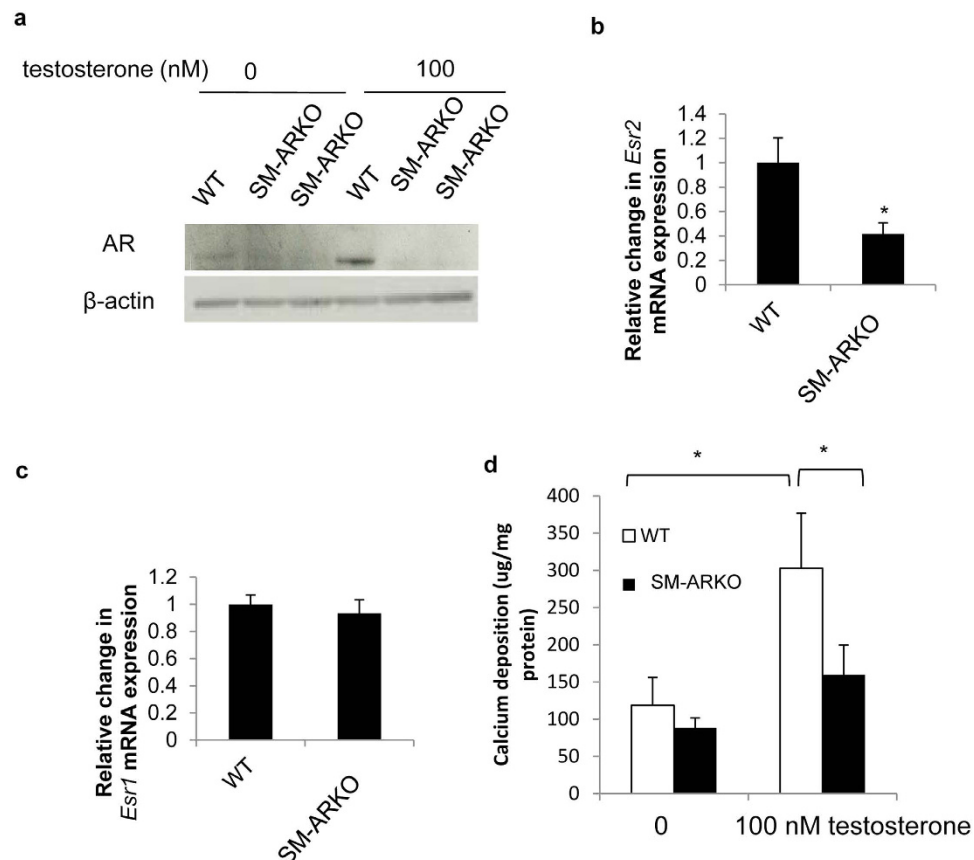 a
testosterone (nM)
0
100
WT
SM-ARKO
SM-ARKO
WT
SM-ARKO
SM-ARKO
AR
β-actin
b
Relative change in Esr2
mRNA expression
1.4
1.2
1
0.8
0.6
0.4
0.2
0
*
WT
SM-ARKO
c
Relative change in
Esr1 mRNA expression
1.2
1
0.8
0.6
0.4
0.2
0
WT
SM-ARKO
d
*
*
Calcium deposition (ug/mg
protein)
400
350
300
250
200
150
100
50
0
WT
SM-ARKO
0
100 nM testosterone